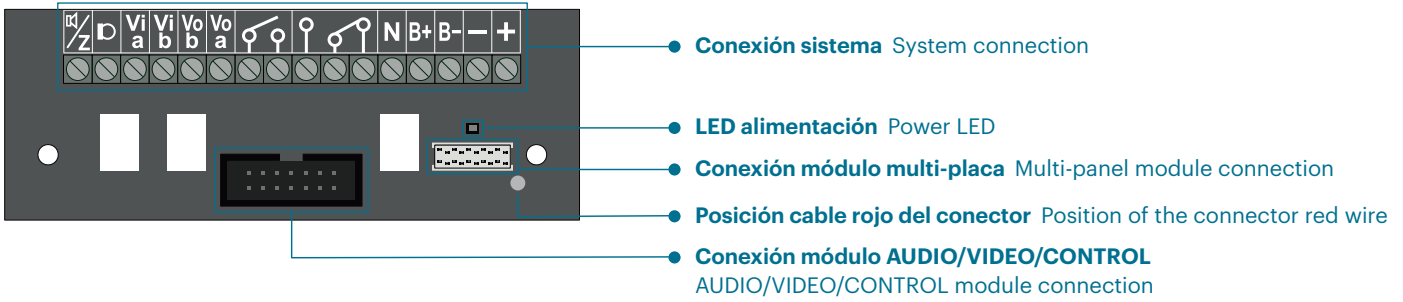 Z Vi a Vi b Vo b Vo a N B+ B- − +
Conexión sistema System connection
LED alimentación Power LED
Conexión módulo multi-placa Multi-panel module connection
Posición cable rojo del conector Position of the connector red wire
Conexión módulo AUDIO/VIDEO/CONTROL
AUDIO/VIDEO/CONTROL module connection